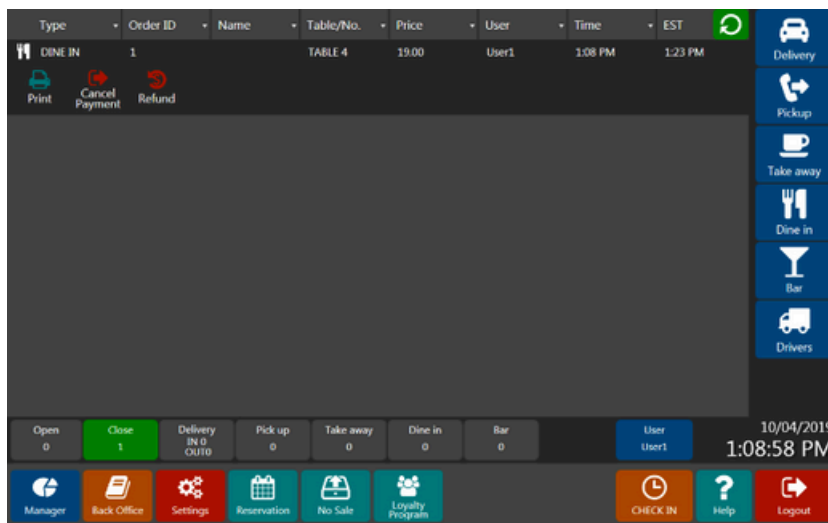 Type Order ID Name Table/No. Price User Time EST
Delivery
DINE IN 1 TABLE 4 19.00 User1 1:08 PM 1:23 PM
Print
Cancel
Payment
Refund
Pickup
Take away
Dine in
Bar
Drivers
Open
0
Close
1
Delivery
IN 0
OUT0
Pick up
0
Take away
0
Dine in
0
Bar
0
User
User1
10/04/2019
1:08:58 PM
Manager
Back Office
Settings
Reservation
No Sale
Loyalty
Program
CHECK IN
Help
Logout